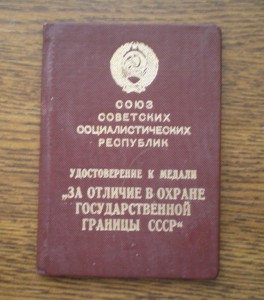 СОЮЗ
СОВЕТСКИХ
СОЦИАЛИСТИЧЕСКИХ
РЕСПУБЛИК
УДОСТОВЕРЕНИЕ К МЕДАЛИ
„ЗА ОТЛИЧИЕ В ОХРАНЕ
ГОСУДАРСТВЕННОЙ
ГРАНИЦЫ СССР“